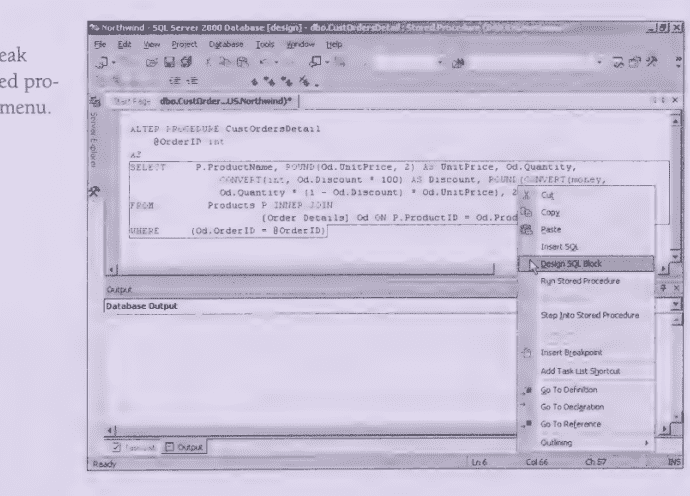 eak
ed pro-
menu.
Northwind - SQL Server 2000 Database [design] - dbo.CustOrdersDetail : Stored Procedure
File Edit View Project Database Tools Window Help
Start Page dbo.CustOrder...US.Northwind)*
Server Explorer
ALTER PROCEDURE CustOrdersDetail
@OrderID int
AS
SELECT P.ProductName, ROUND(Od.UnitPrice, 2) AS UnitPrice, Od.Quantity,
CONVERT(int, Od.Discount * 100) AS Discount, ROUND(CONVERT(money,
Od.Quantity * (1 - Od.Discount) * Od.UnitPrice), 2
FROM Products P INNER JOIN
[Order Details] Od ON P.ProductID = Od.Prod
WHERE (Od.OrderID = @OrderID)
Cut
Copy
Paste
Insert SQL
Design SQL Block
Run Stored Procedure
Step Into Stored Procedure
Insert Breakpoint
Add Task List Shortcut
Go To Definition
Go To Declaration
Go To Reference
Outlining
Output
Database Output
Output
Ready Ln 6 Col 66 Ch 57 INS